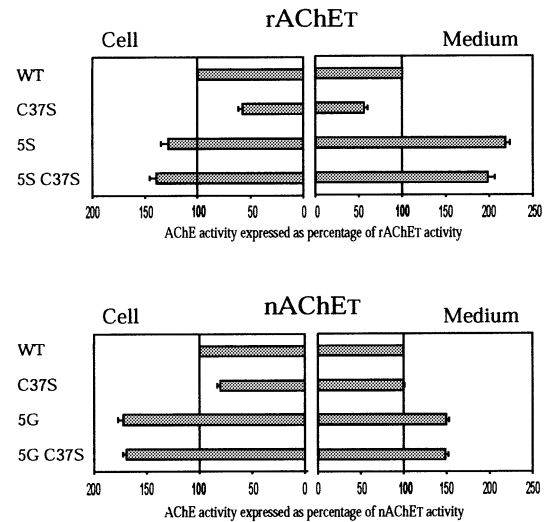 rAChET
Cell Medium
WT
C37S
5S
5S C37S
200 150 100 50 0 0 50 100 150 200 250
AChE activity expressed as percentage of rAChET activity
nAChET
Cell Medium
WT
C37S
5G
5G C37S
200 150 100 50 0 0 50 100 150 200 250
AChE activity expressed as percentage of nAChET activity